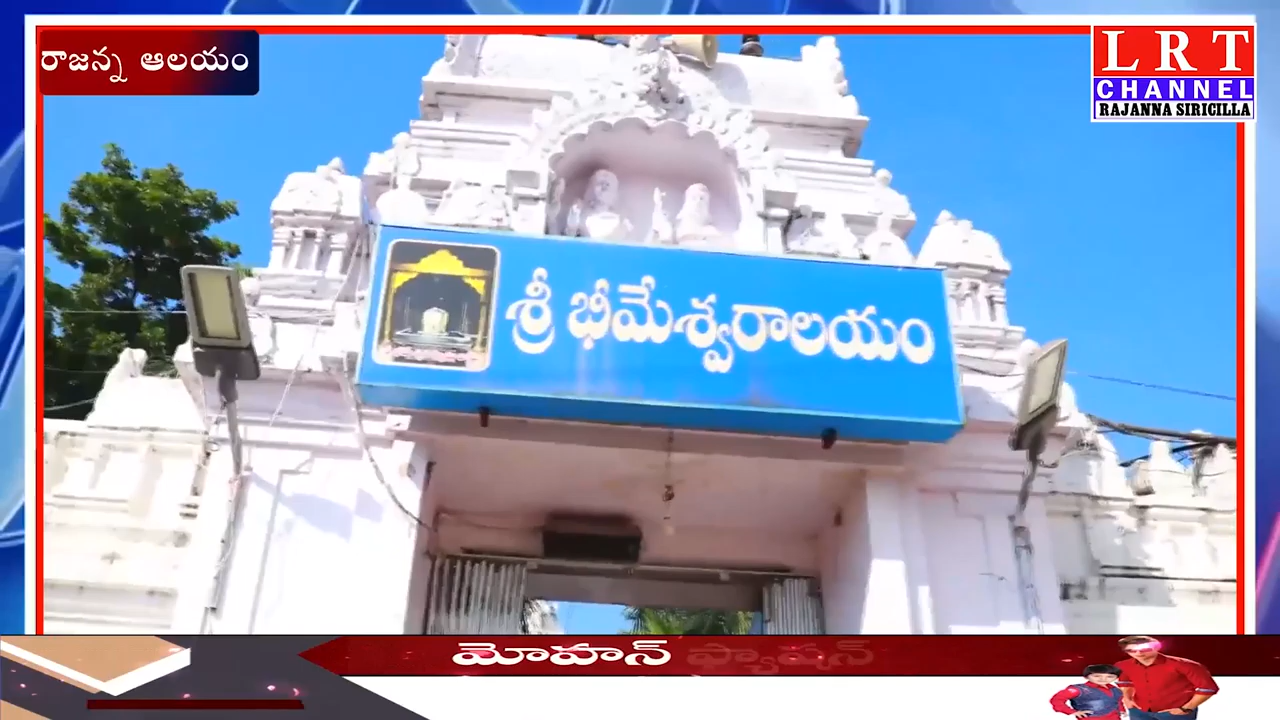 రాజన్న ఆలయం
LRT
CHANNEL
RAJANNA SIRICILLA
శ్రీ భీమేశ్వరాలయం
మోహన్ ఫ్యాషన్